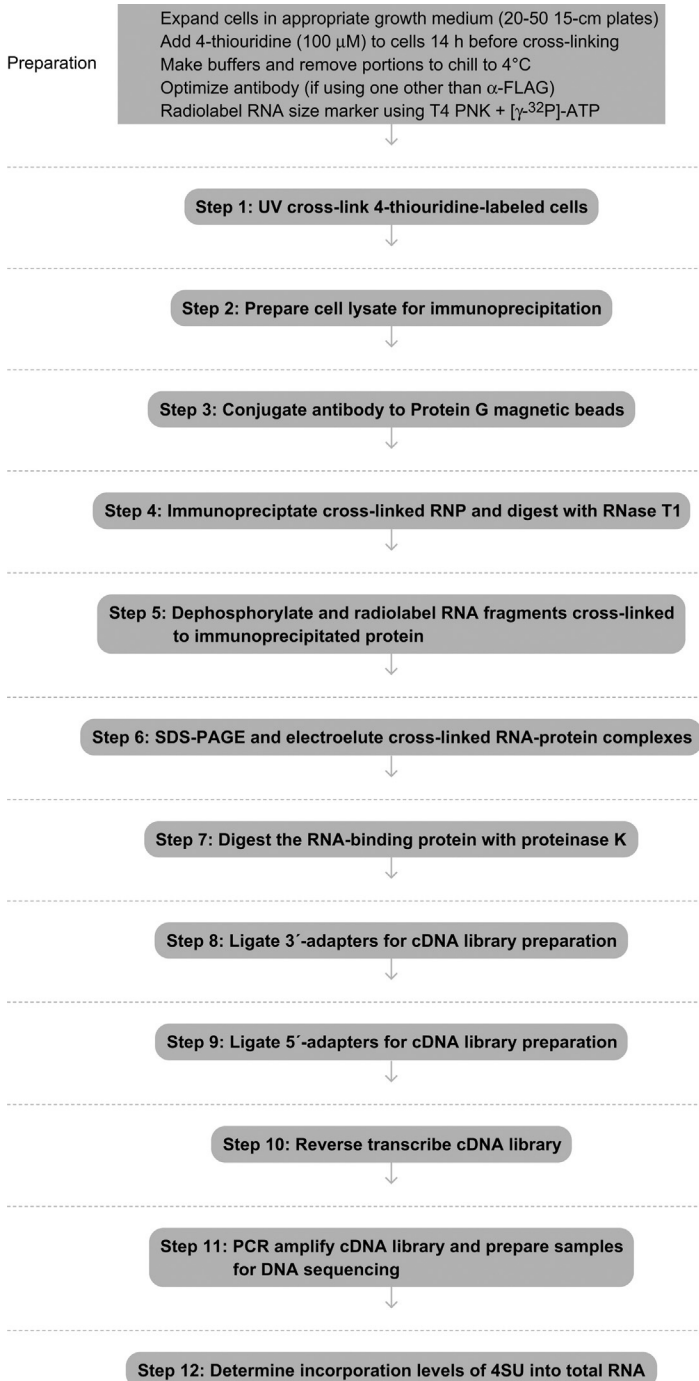 Expand cells in appropriate growth medium (20-50 15-cm plates)
Add 4-thiouridine (100 μM) to cells 14 h before cross-linking
Preparation
Make buffers and remove portions to chill to 4°C
Optimize antibody (if using one other than α-FLAG)
Radiolabel RNA size marker using T4 PNK + [γ-³²P]-ATP
Step 1: UV cross-link 4-thiouridine-labeled cells
Step 2: Prepare cell lysate for immunoprecipitation
Step 3: Conjugate antibody to Protein G magnetic beads
Step 4: Immunopreciptate cross-linked RNP and digest with RNase T1
Step 5: Dephosphorylate and radiolabel RNA fragments cross-linked
to immunoprecipitated protein
Step 6: SDS-PAGE and electroelute cross-linked RNA-protein complexes
Step 7: Digest the RNA-binding protein with proteinase K
Step 8: Ligate 3´-adapters for cDNA library preparation
Step 9: Ligate 5´-adapters for cDNA library preparation
Step 10: Reverse transcribe cDNA library
Step 11: PCR amplify cDNA library and prepare samples
for DNA sequencing
Step 12: Determine incorporation levels of 4SU into total RNA